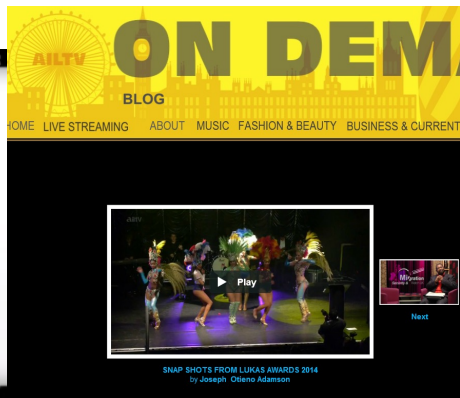 AILTV
ON DEMA
BLOG
HOME LIVE STREAMING ABOUT MUSIC FASHION & BEAUTY BUSINESS & CURRENT
AILTV
Play
Migration
Next
SNAP SHOTS FROM LUKAS AWARDS 2014
by Joseph Otieno Adamson